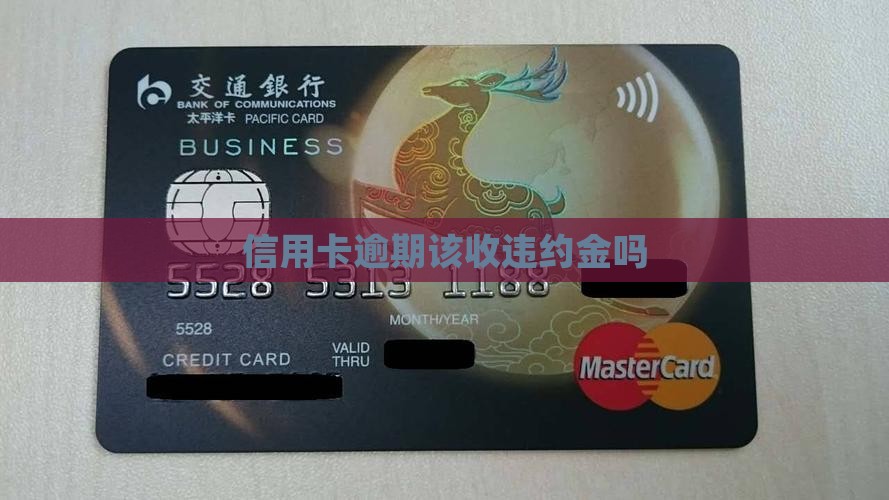 交通銀行
BANK OF COMMUNICATIONS
太平洋卡 PACIFIC CARD
BUSINESS
信用卡逾期该收违约金吗
5528 5313 1188
5528
MONTH/YEAR
CREDIT CARD
VALID
THRU
MasterCard